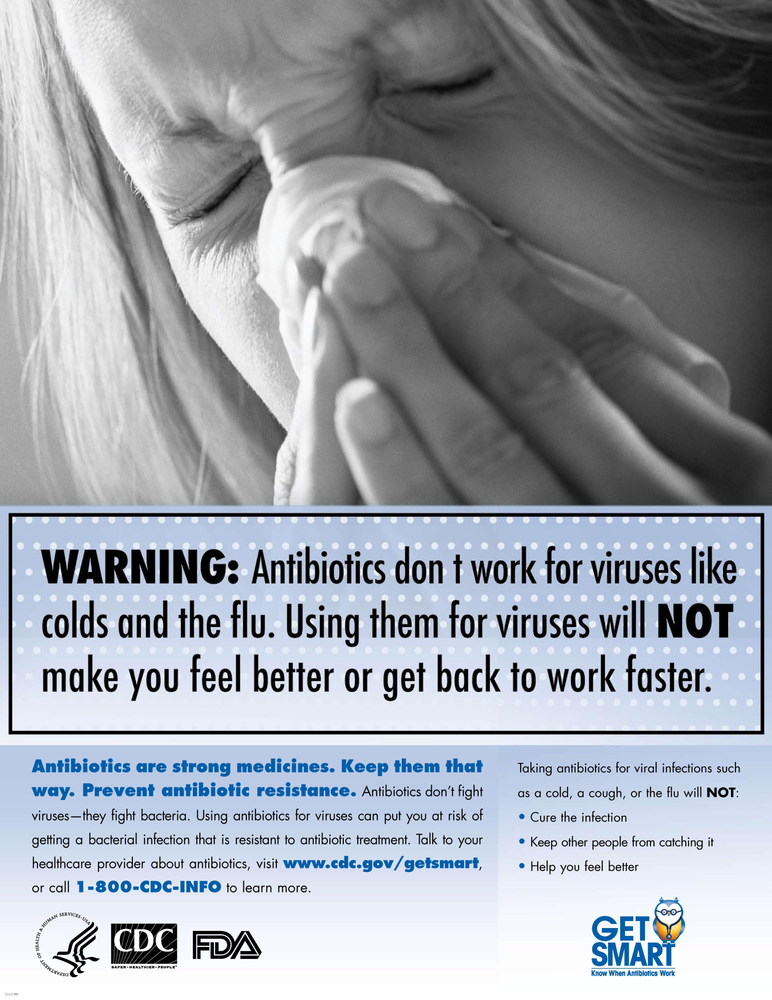 WARNING: Antibiotics don t work for viruses like
colds and the flu. Using them for viruses will NOT
make you feel better or get back to work faster.
Antibiotics are strong medicines. Keep them that
way. Prevent antibiotic resistance. Antibiotics don't fight
viruses—they fight bacteria. Using antibiotics for viruses can put you at risk of
getting a bacterial infection that is resistant to antibiotic treatment. Talk to your
healthcare provider about antibiotics, visit www.cdc.gov/getsmart,
or call 1-800-CDC-INFO to learn more.
Taking antibiotics for viral infections such
as a cold, a cough, or the flu will NOT:
• Cure the infection
• Keep other people from catching it
• Help you feel better
DEPARTMENT OF HEALTH & HUMAN SERVICES·USA
CDC
SAFER·HEALTHIER·PEOPLE™
FDA
GET
SMART
Know When Antibiotics Work
CS121386